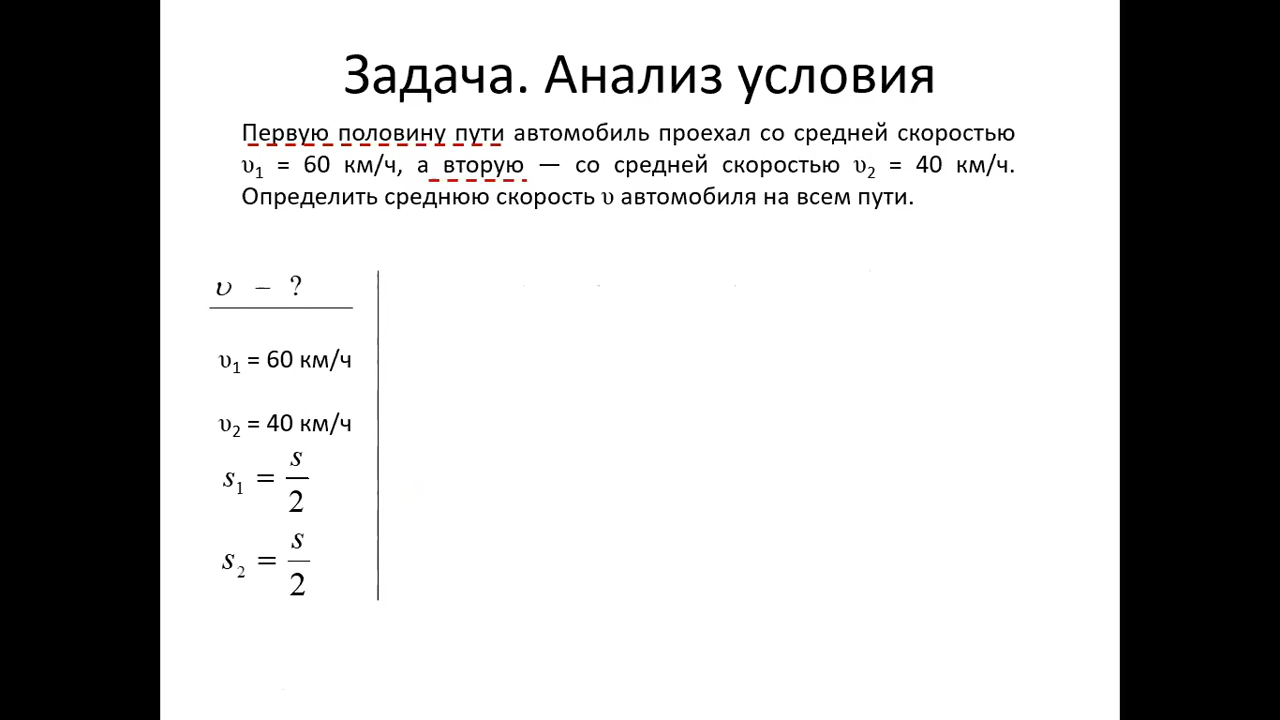 Задача. Анализ условия
Первую половину пути автомобиль проехал со средней скоростью
υ₁ = 60 км/ч, а вторую — со средней скоростью υ₂ = 40 км/ч.
Определить среднюю скорость υ автомобиля на всем пути.
υ – ?
υ₁ = 60 км/ч
υ₂ = 40 км/ч
s₁ = s/2
s₂ = s/2